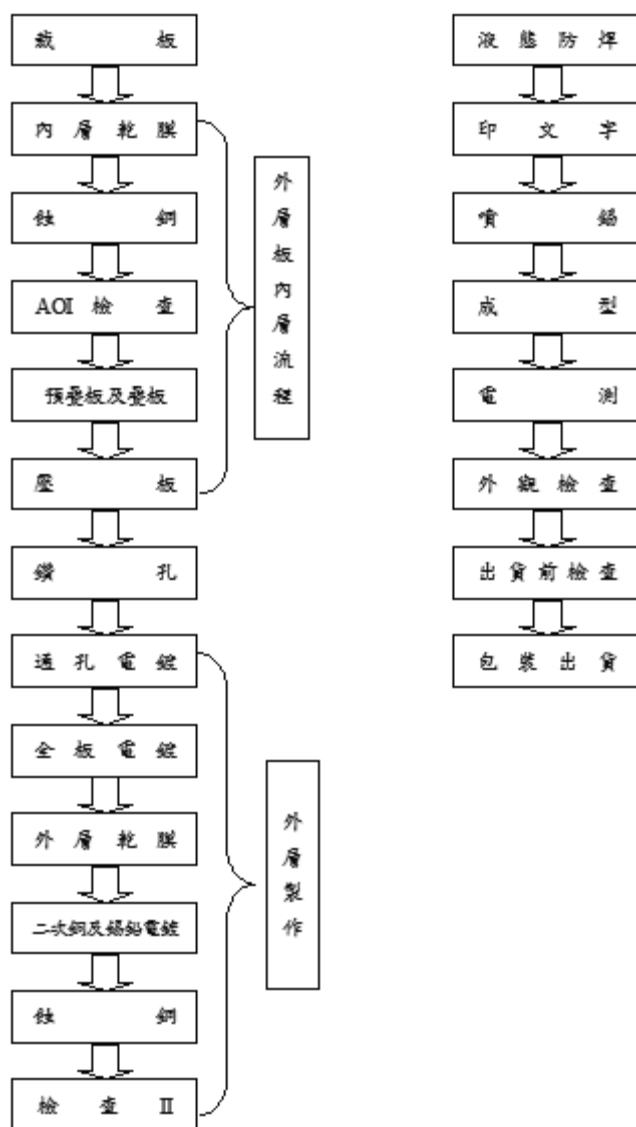 裁板
內層乾膜
蝕銅
AOI 檢查
預疊板及疊板
壓板
鑽孔
通孔電鍍
全板電鍍
外層乾膜
二次銅及錫鉛電鍍
蝕銅
檢查 II
外層板內層流程
外層製作
液態防焊
印文字
噴錫
成型
電測
外觀檢查
出貨前檢查
包裝出貨